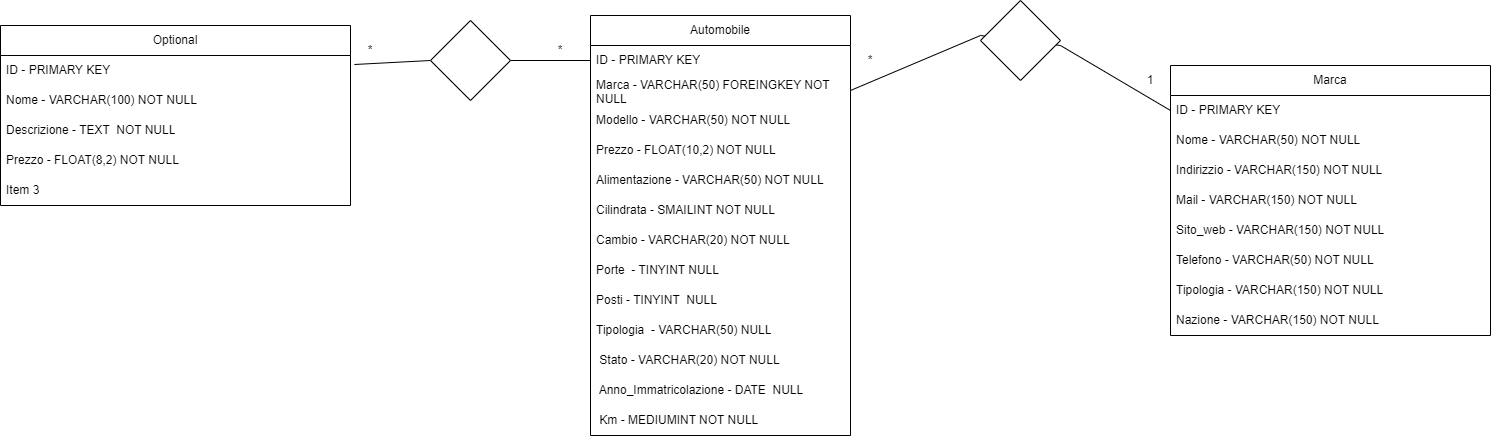 Optional
ID - PRIMARY KEY
Nome - VARCHAR(100) NOT NULL
Descrizione - TEXT  NOT NULL
Prezzo - FLOAT(8,2) NOT NULL
Item 3
*
*
Automobile
ID - PRIMARY KEY
Marca - VARCHAR(50) FOREINGKEY NOT
NULL
Modello - VARCHAR(50) NOT NULL
Prezzo - FLOAT(10,2) NOT NULL
Alimentazione - VARCHAR(50) NOT NULL
Cilindrata - SMAILINT NOT NULL
Cambio - VARCHAR(20) NOT NULL
Porte  - TINYINT NULL
Posti - TINYINT  NULL
Tipologia  - VARCHAR(50) NULL
Stato - VARCHAR(20) NOT NULL
Anno_Immatricolazione - DATE  NULL
Km - MEDIUMINT NOT NULL
*
1
Marca
ID - PRIMARY KEY
Nome - VARCHAR(50) NOT NULL
Indirizzio - VARCHAR(150) NOT NULL
Mail - VARCHAR(150) NOT NULL
Sito_web - VARCHAR(150) NOT NULL
Telefono - VARCHAR(50) NOT NULL
Tipologia - VARCHAR(150) NOT NULL
Nazione - VARCHAR(150) NOT NULL